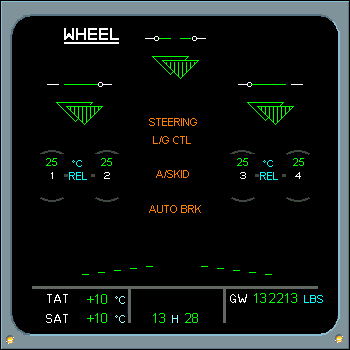 WHEEL
STEERING
L/G CTL
25 °C 25 25 °C 25
1 REL 2 A/SKID 3 REL 4
AUTO BRK
TAT +10 °C GW 132213 LBS
SAT +10 °C 13 H 28